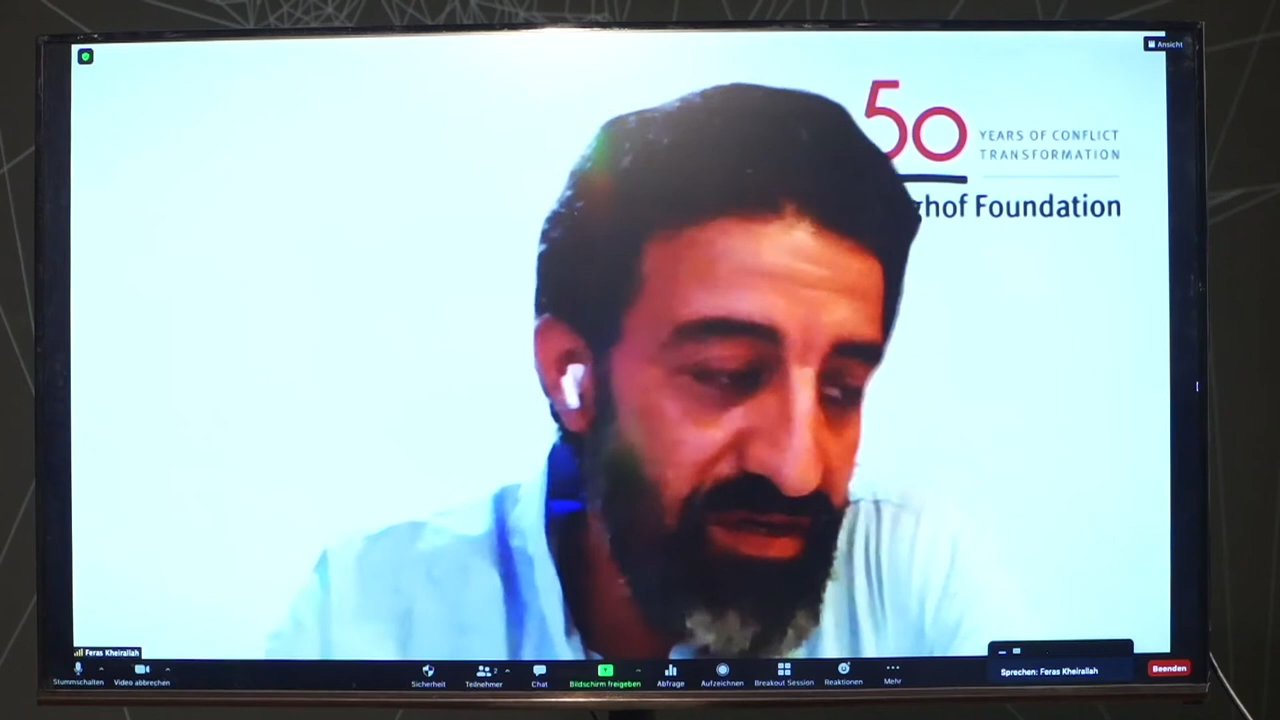 Ansicht
50
YEARS OF CONFLICT
TRANSFORMATION
ghof Foundation
Feras Kheirallah
Stummschalten
Video abbrechen
Sicherheit
2
Teilnehmer
Chat
Bildschirm freigeben
Abfrage
Aufzeichnen
Breakout Session
Reaktionen
Mehr
Sprechen: Feras Kheirallah
Beenden